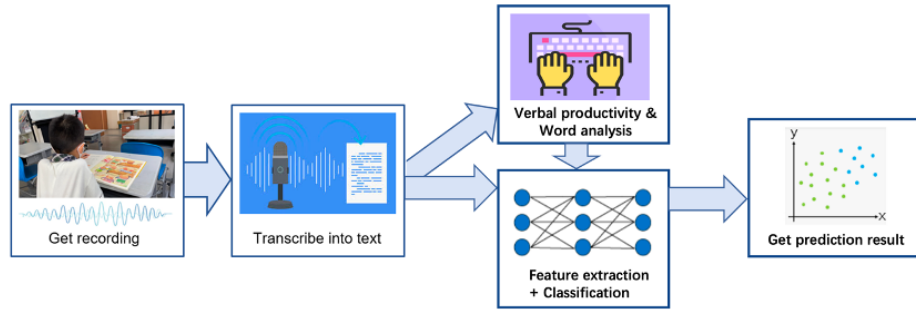 Get recording
Transcribe into text
Verbal productivity &
Word analysis
Feature extraction
+ Classification
y
x
Get prediction result